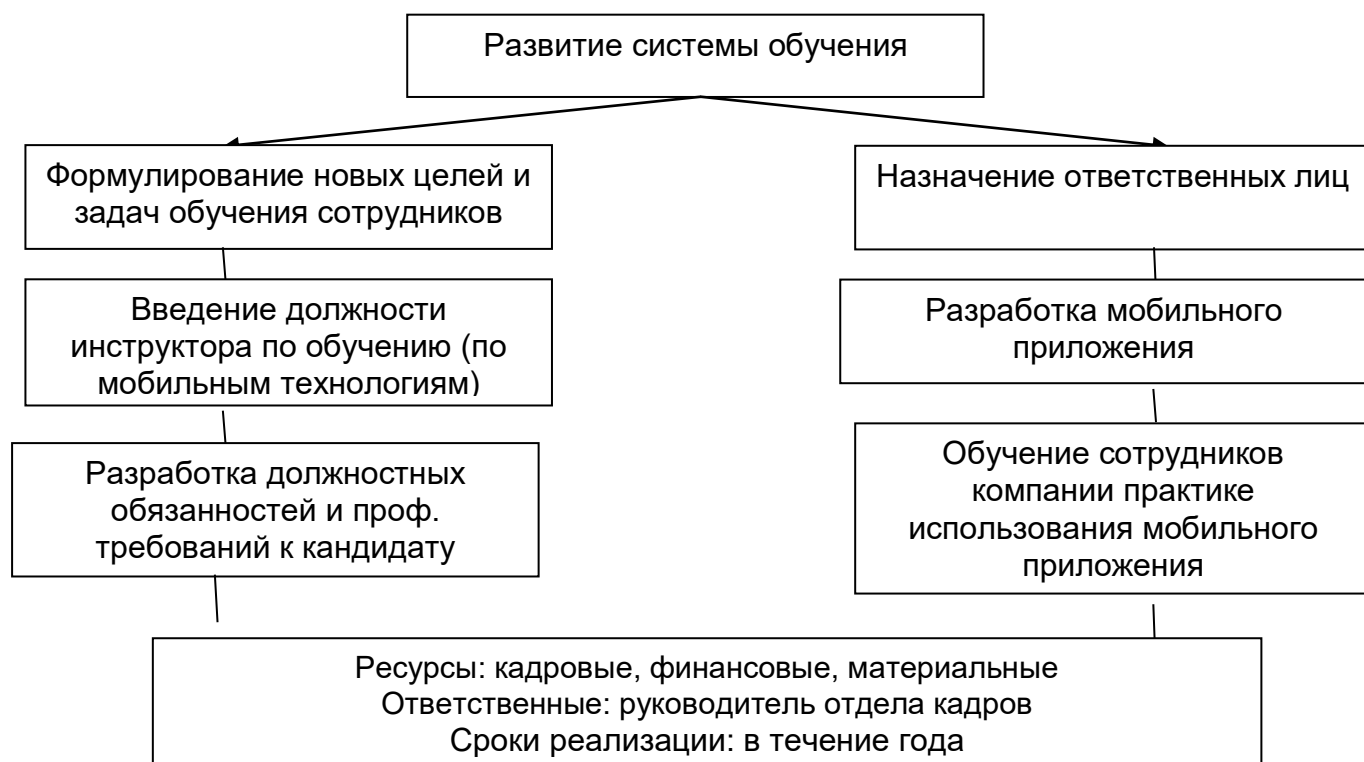 Развитие системы обучения
Формулирование новых целей и
задач обучения сотрудников
Назначение ответственных лиц
Введение должности
инструктора по обучению (по
мобильным технологиям)
Разработка мобильного
приложения
Разработка должностных
обязанностей и проф.
требований к кандидату
Обучение сотрудников
компании практике
использования мобильного
приложения
Ресурсы: кадровые, финансовые, материальные
Ответственные: руководитель отдела кадров
Сроки реализации: в течение года